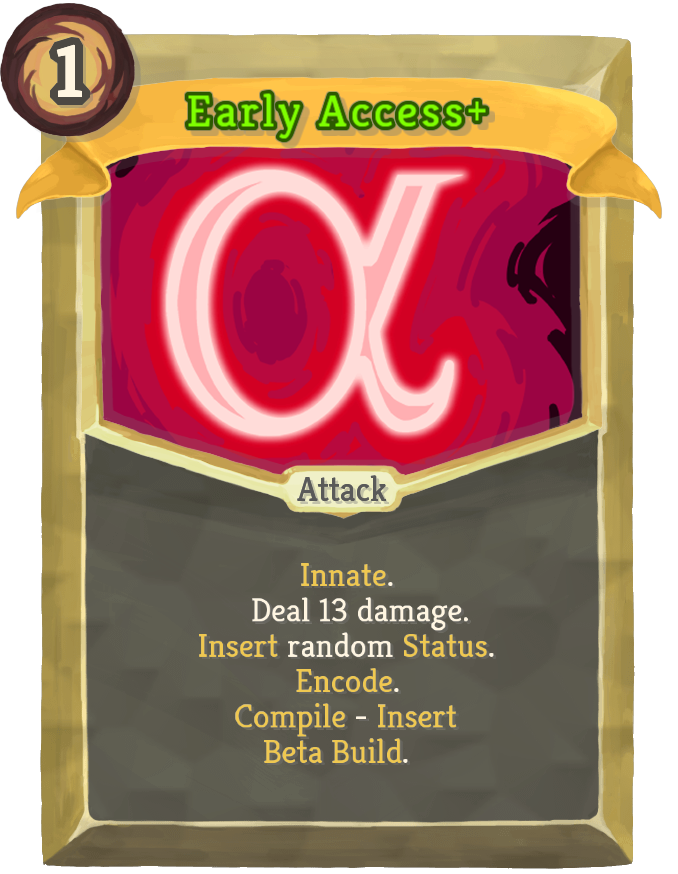 1
Early Access+
α
Attack
Innate.
Deal 13 damage.
Insert random Status.
Encode.
Compile - Insert
Beta Build.